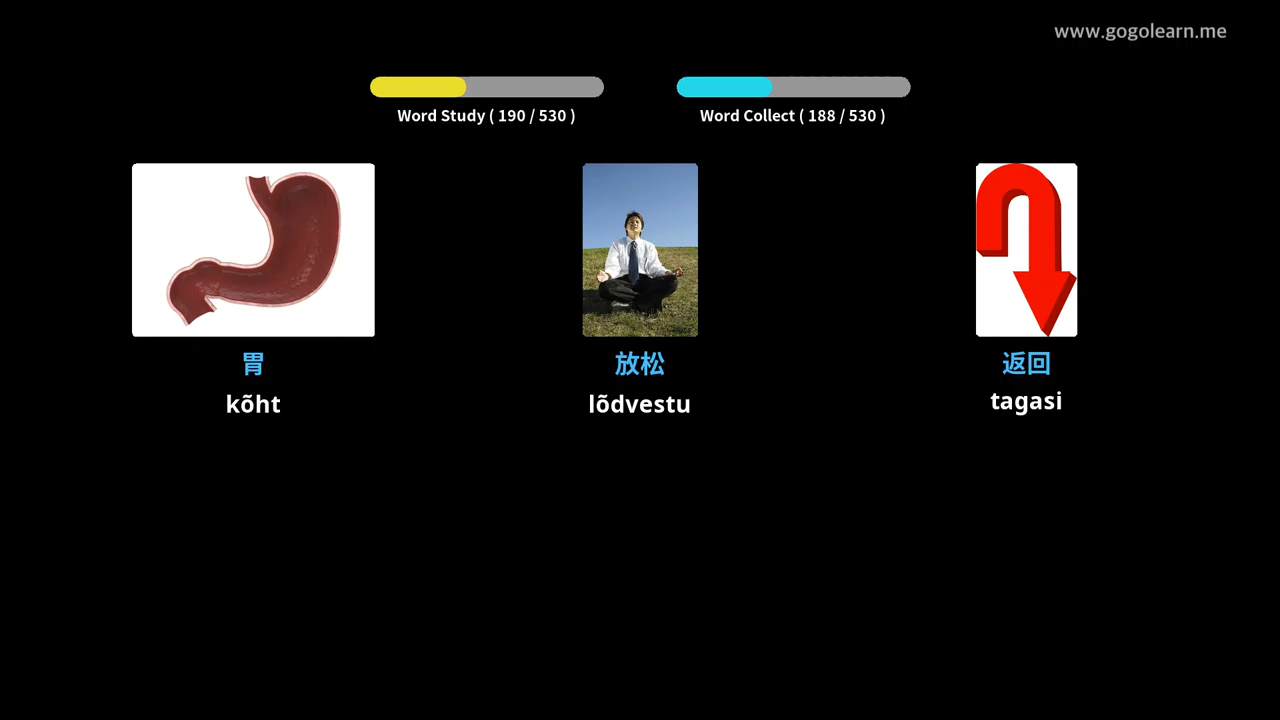 www.gogolearn.me
Word Study ( 190 / 530 )
Word Collect ( 188 / 530 )
胃
放松
返回
kõht
lõdvestu
tagasi